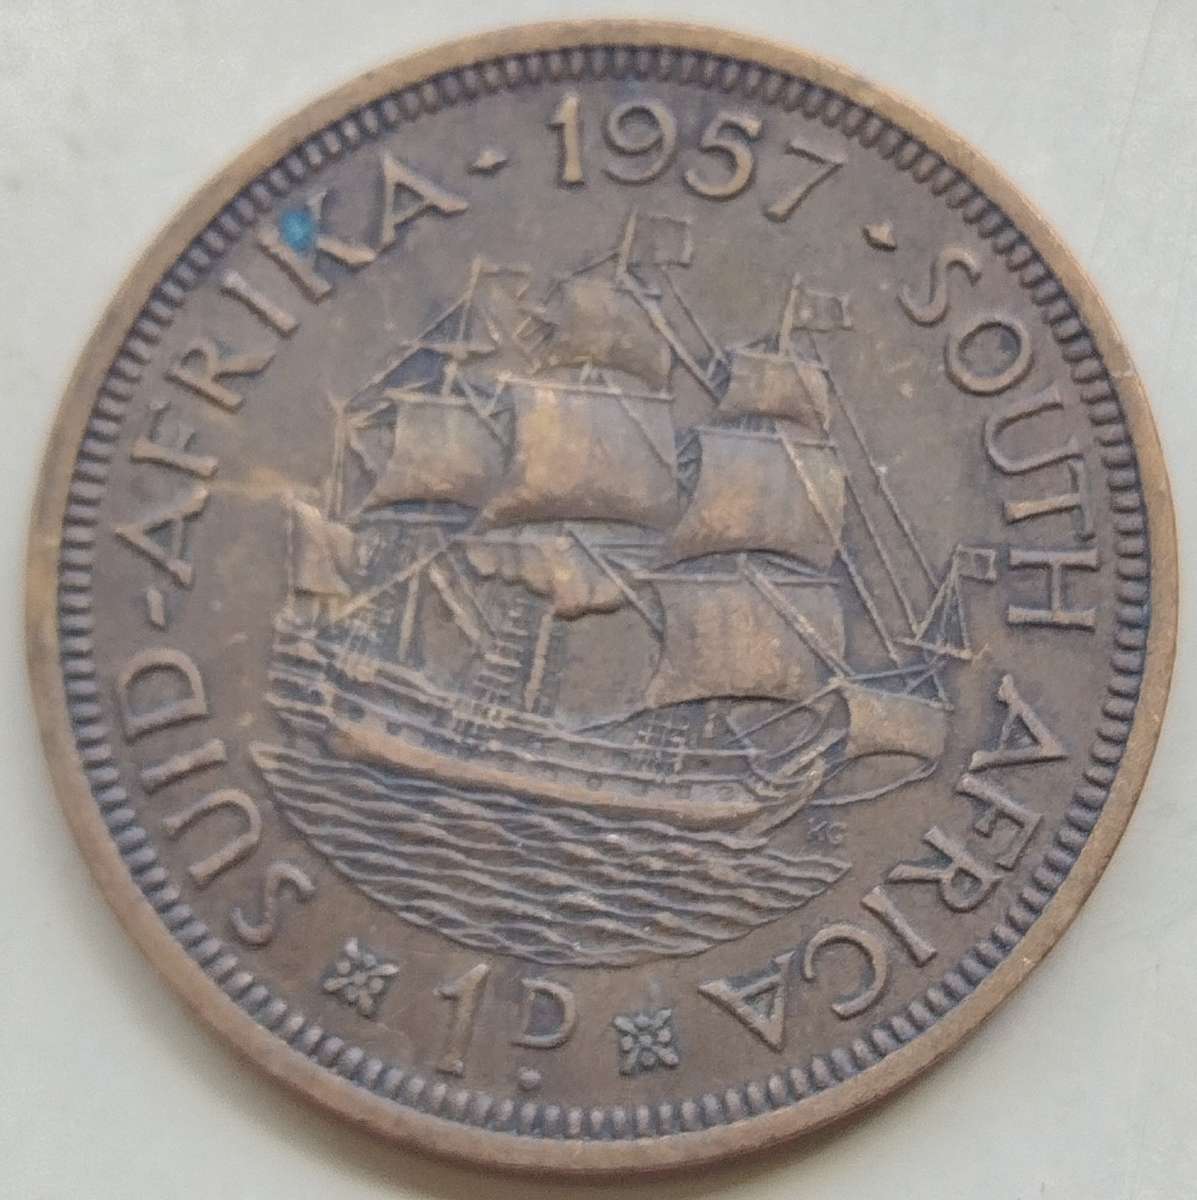 SUID-AFRIKA · 1957 · SOUTH AFRICA
1D.
KG